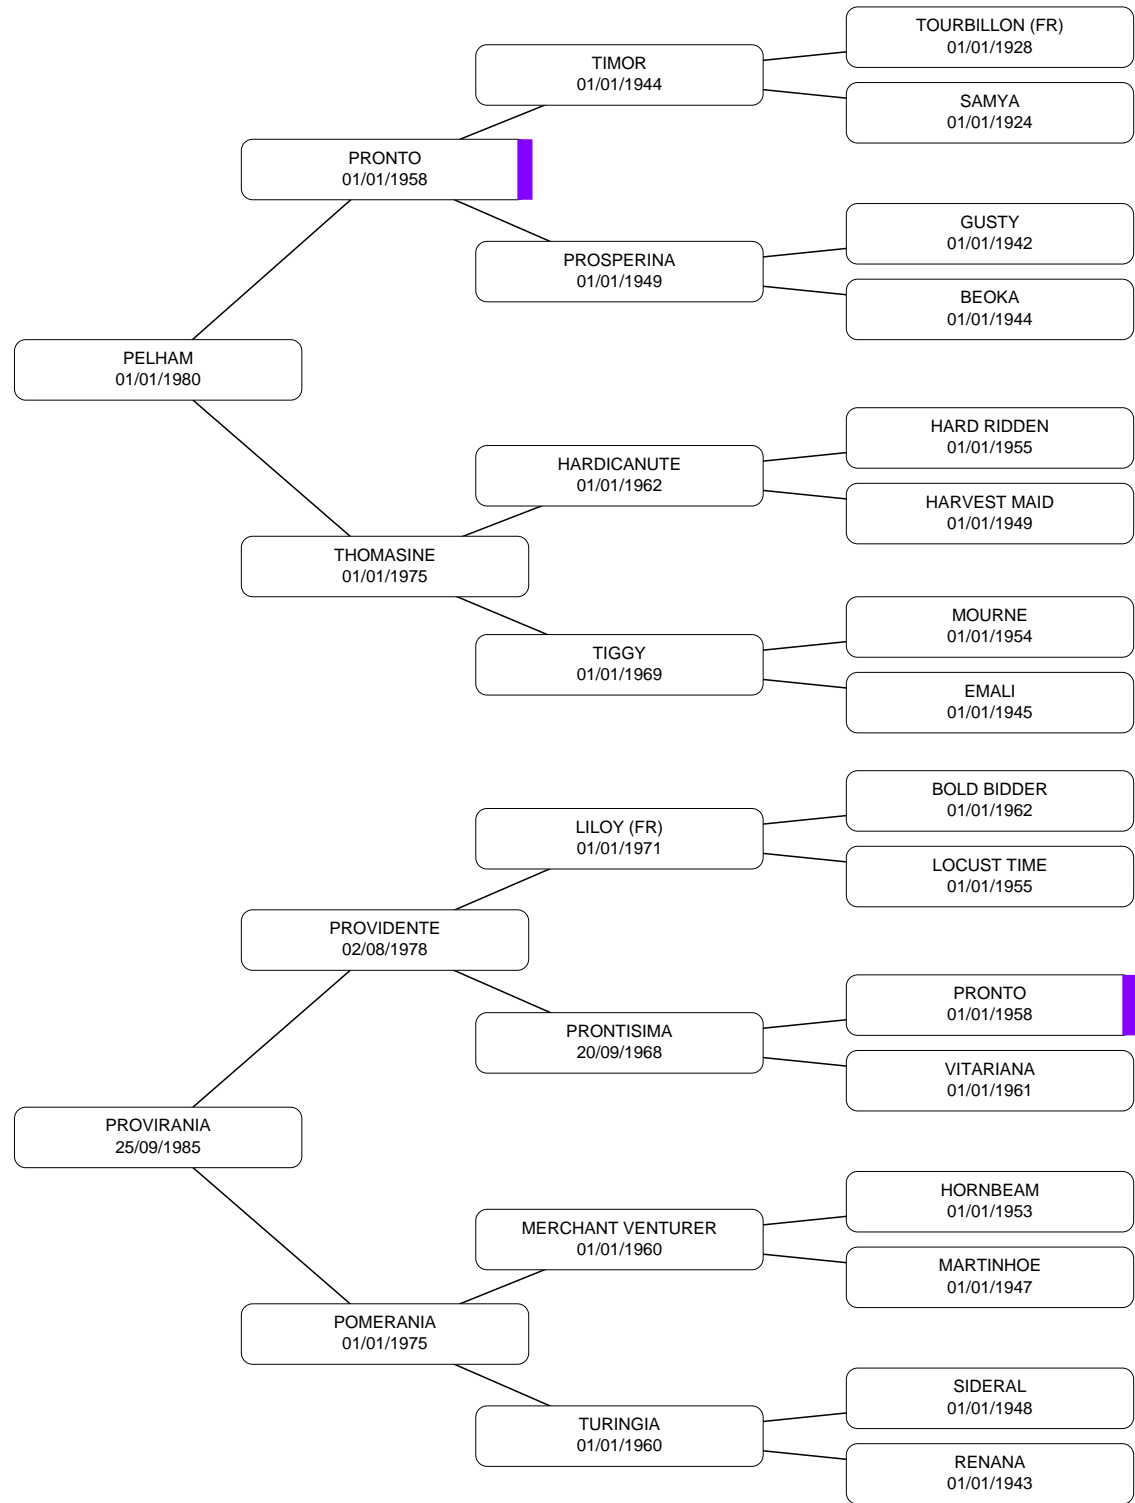 TOURBILLON (FR)
01/01/1928
TIMOR
01/01/1944
SAMYA
01/01/1924
PRONTO
01/01/1958
GUSTY
01/01/1942
PROSPERINA
01/01/1949
BEOKA
01/01/1944
PELHAM
01/01/1980
HARD RIDDEN
01/01/1955
HARDICANUTE
01/01/1962
HARVEST MAID
01/01/1949
THOMASINE
01/01/1975
MOURNE
01/01/1954
TIGGY
01/01/1969
EMALI
01/01/1945
BOLD BIDDER
01/01/1962
LILOY (FR)
01/01/1971
LOCUST TIME
01/01/1955
PROVIDENTE
02/08/1978
PRONTO
01/01/1958
PRONTISIMA
20/09/1968
VITARIANA
01/01/1961
PROVIRANIA
25/09/1985
HORNBEAM
01/01/1953
MERCHANT VENTURER
01/01/1960
MARTINHOE
01/01/1947
POMERANIA
01/01/1975
SIDERAL
01/01/1948
TURINGIA
01/01/1960
RENANA
01/01/1943